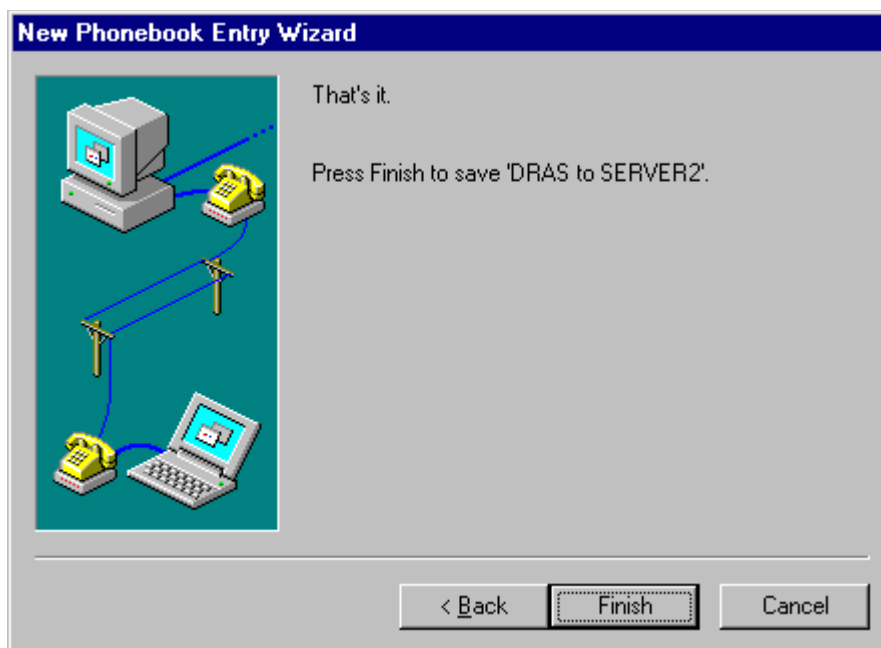 New Phonebook Entry Wizard
That's it.
Press Finish to save 'DRAS to SERVER2'.
< Back
Finish
Cancel